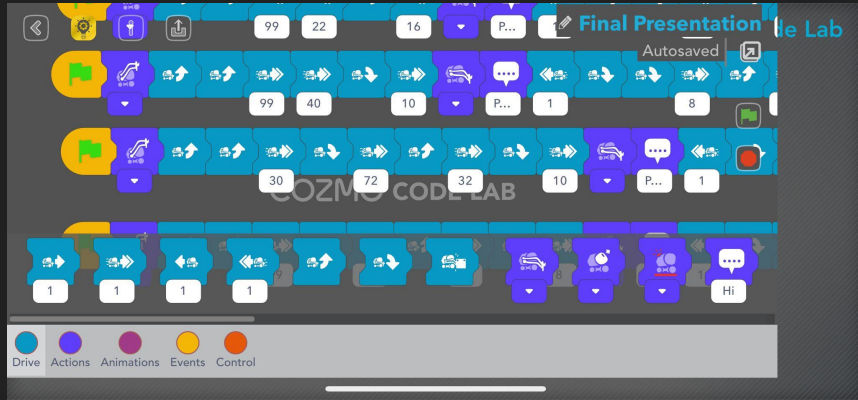 99 22 16 P... Final Presentation de Lab
Autosaved
99 40 10 P... 1 8
30 72 32 10 P... 1
COZMO CODE LAB
1 1 1 1 Hi
Drive Actions Animations Events Control